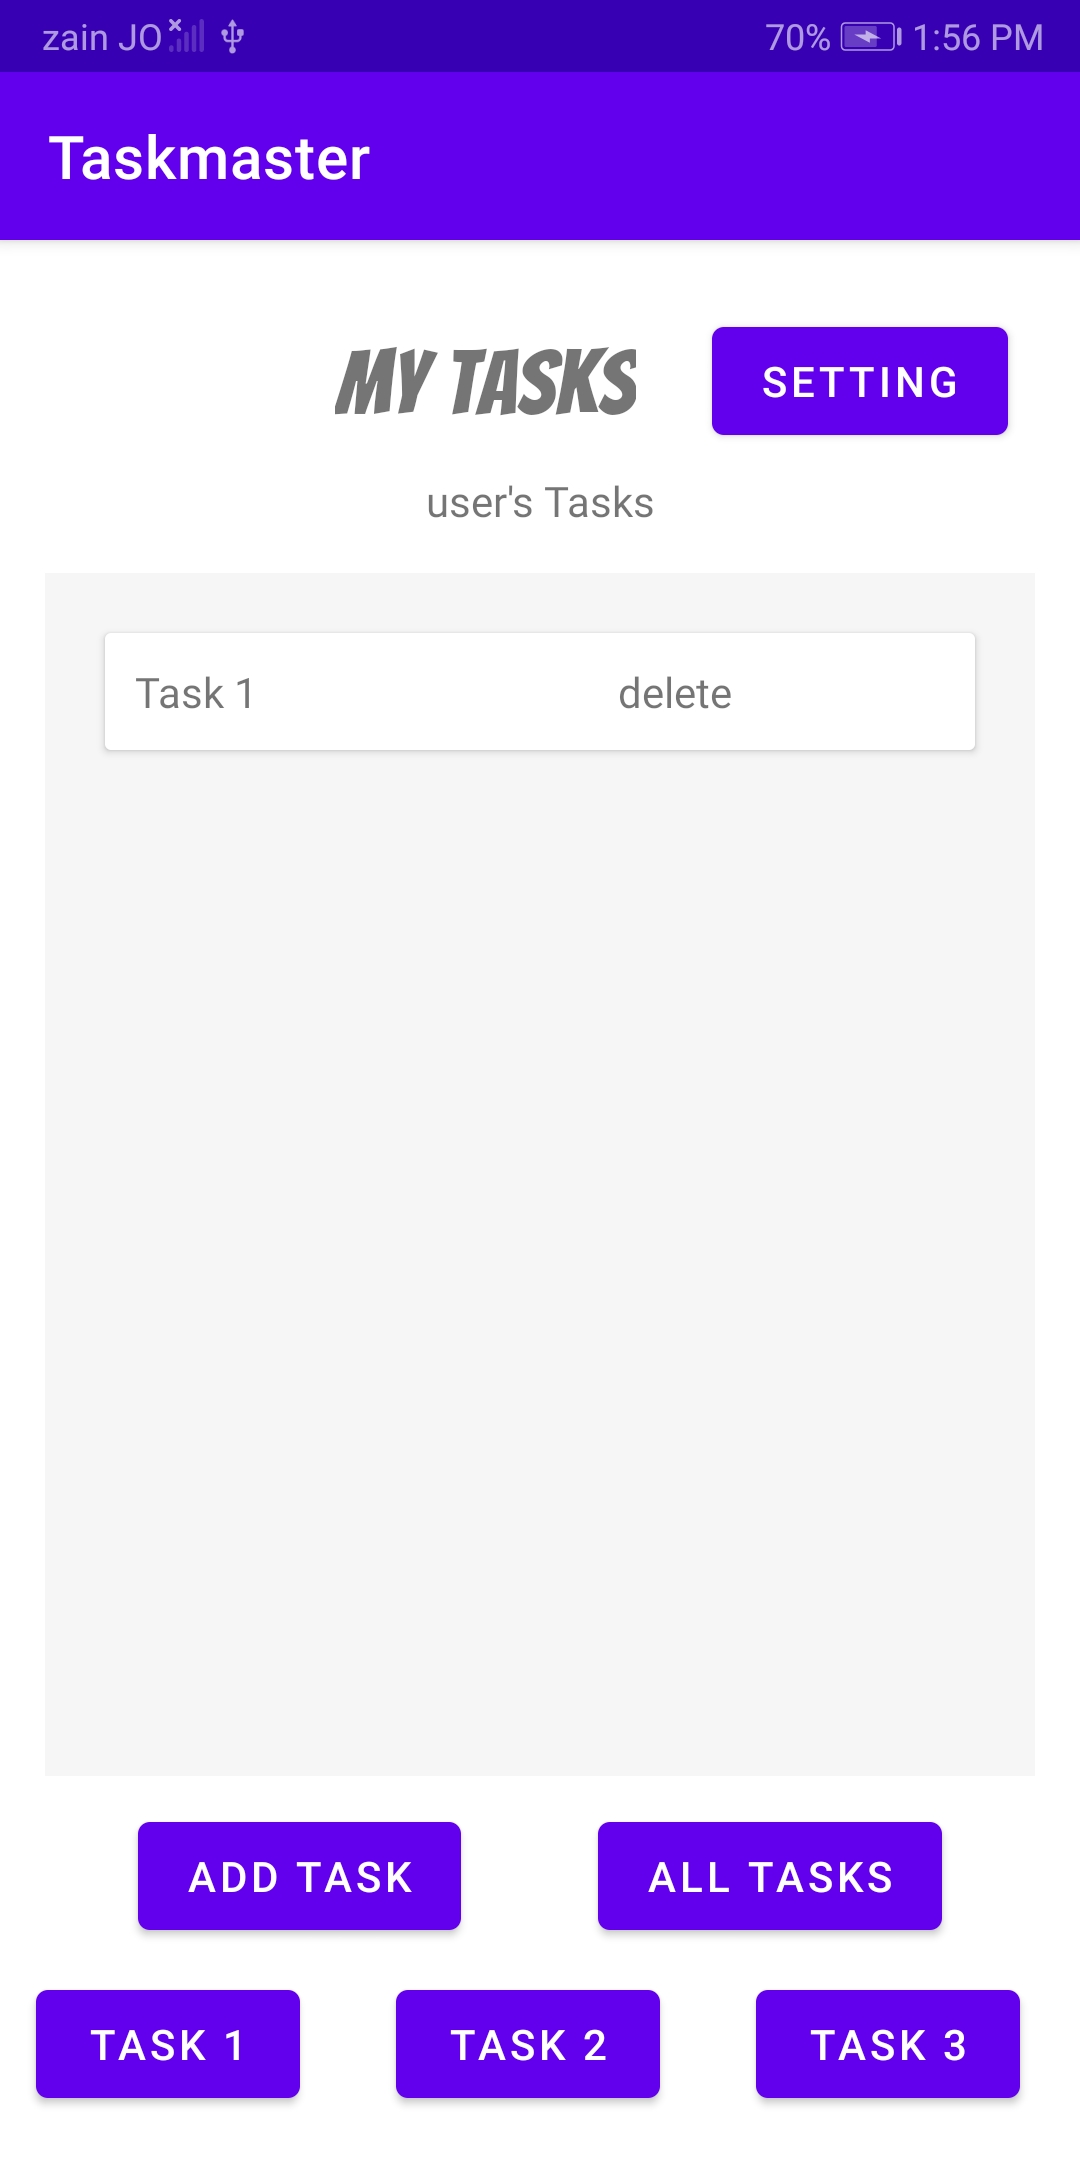 zain JO 70% 1:56 PM
Taskmaster
MY TASKS SETTING
user's Tasks
Task 1 delete
ADD TASK ALL TASKS
TASK 1 TASK 2 TASK 3